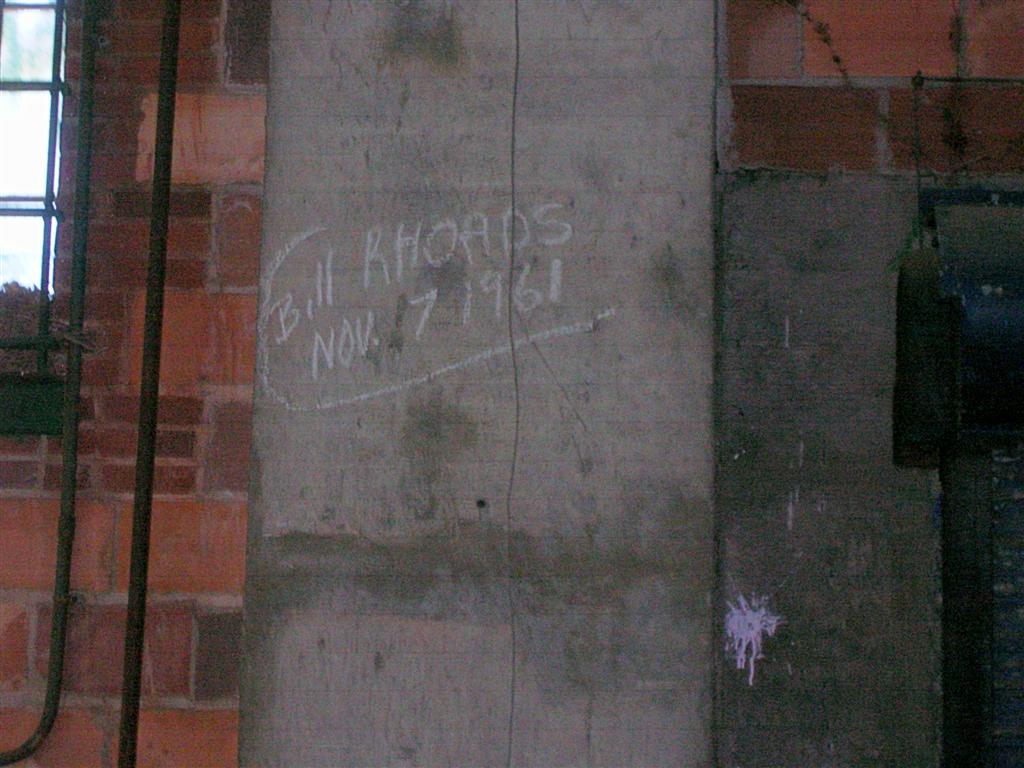 Bill RHOADS
NOV. 7 1961